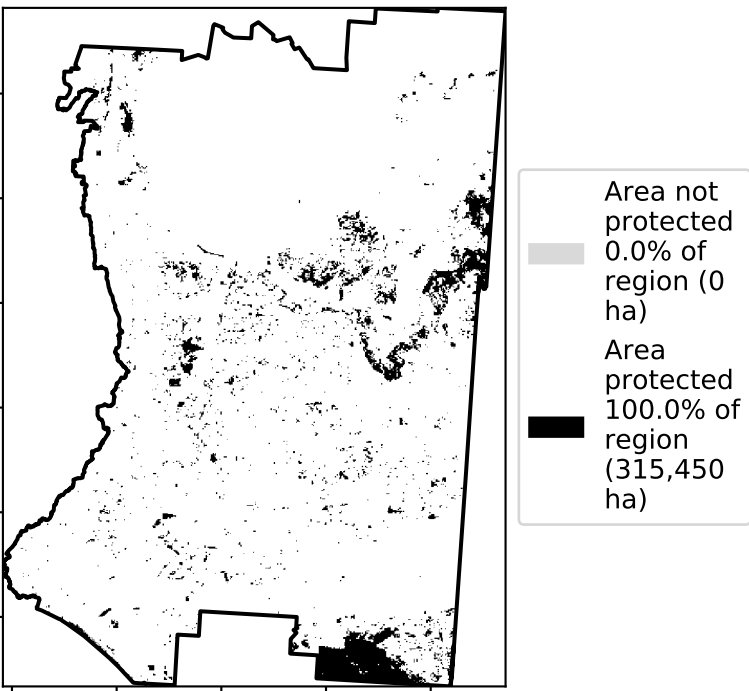 Area not
protected
0.0% of
region (0
ha)
Area
protected
100.0% of
region
(315,450
ha)